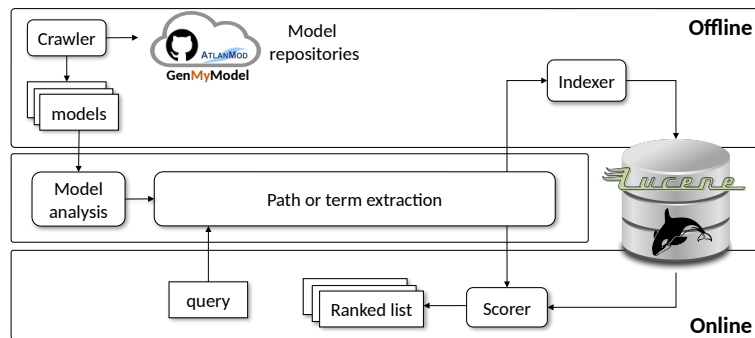 Offline
Crawler
ATLANMOD
GenMyModel
Model
repositories
Indexer
models
Model
analysis
Path or term extraction
Lucene
query
Ranked list
Scorer
Online